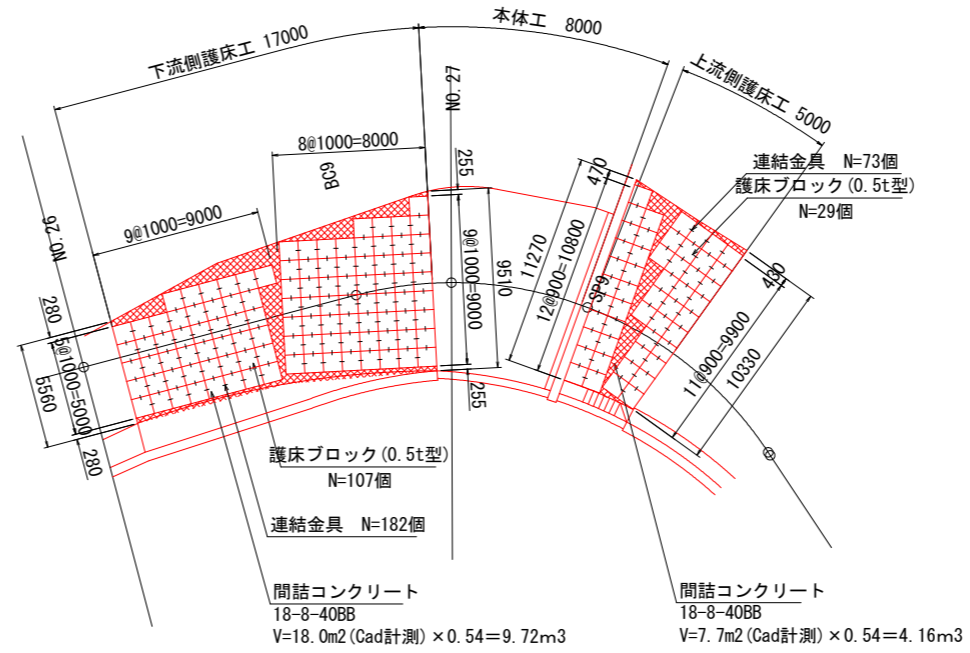 下流側護床工 17000
本体工 8000
上流側護床工 5000
NO.27
8@1000=8000
BC9
255
9@1000=9000
NO.26
470
11270
12@900=10800
連結金具 N=73個
護床ブロック(0.5t型)
N=29個
9@1000=9000
9510
SP9
430
280
5@1000=5000
5560
280
255
11@900=9900
10330
護床ブロック(0.5t型)
N=107個
連結金具 N=182個
間詰コンクリート
18-8-40BB
V=18.0m2(Cad計測)×0.54=9.72m3
間詰コンクリート
18-8-40BB
V=7.7m2(Cad計測)×0.54=4.16m3